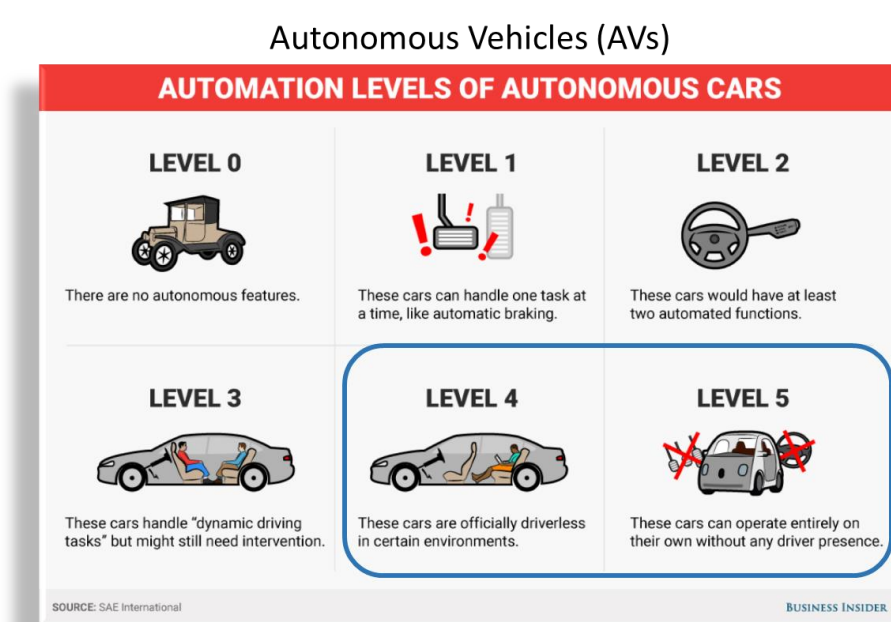 Autonomous Vehicles (AVs)
AUTOMATION LEVELS OF AUTONOMOUS CARS
LEVEL 0
There are no autonomous features.
LEVEL 1
These cars can handle one task at
a time, like automatic braking.
LEVEL 2
These cars would have at least
two automated functions.
LEVEL 3
These cars handle “dynamic driving
tasks” but might still need intervention.
LEVEL 4
These cars are officially driverless
in certain environments.
LEVEL 5
These cars can operate entirely on
their own without any driver presence.
SOURCE: SAE International
BUSINESS INSIDER